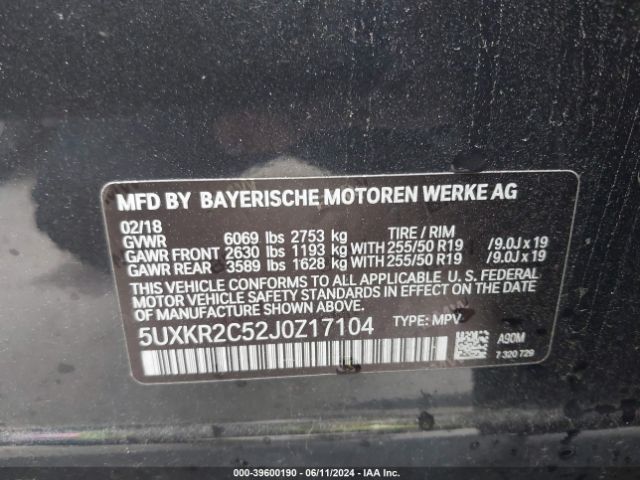 MFD BY BAYERISCHE MOTOREN WERKE AG
02/18
GVWR 6069 lbs 2753 kg TIRE / RIM
GAWR FRONT 2630 lbs 1193 kg WITH 255/50 R19 /9.0J x 19
GAWR REAR 3589 lbs 1628 kg WITH 255/50 R19 /9.0J x 19
THIS VEHICLE CONFORMS TO ALL APPLICABLE U. S. FEDERAL
MOTOR VEHICLE SAFETY STANDARDS IN EFFECT ON THE DATE
OF MANUFACTURE SHOWN ABOVE.
5UXKR2C52J0Z17104 TYPE: MPV
A90M
7 320 729
000-39600190 - 06/11/2024 - IAA Inc.